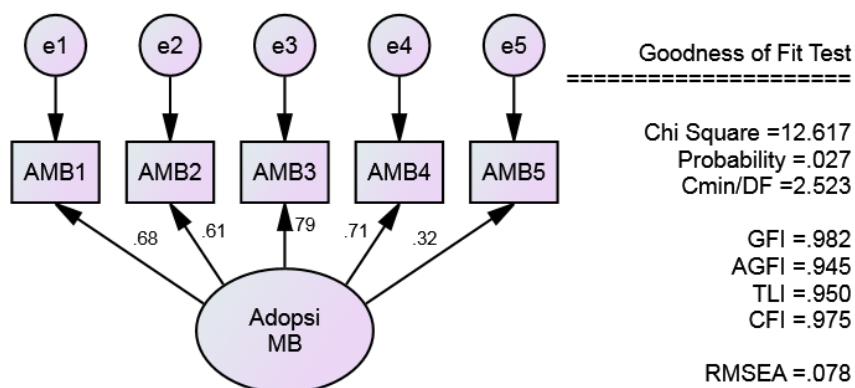 e1
e2
e3
e4
e5
AMB1
AMB2
AMB3
AMB4
AMB5
.68
.61
.79
.71
.32
Adopsi
MB
Goodness of Fit Test
=====================
Chi Square =12.617
Probability =.027
Cmin/DF =2.523
GFI =.982
AGFI =.945
TLI =.950
CFI =.975
RMSEA =.078